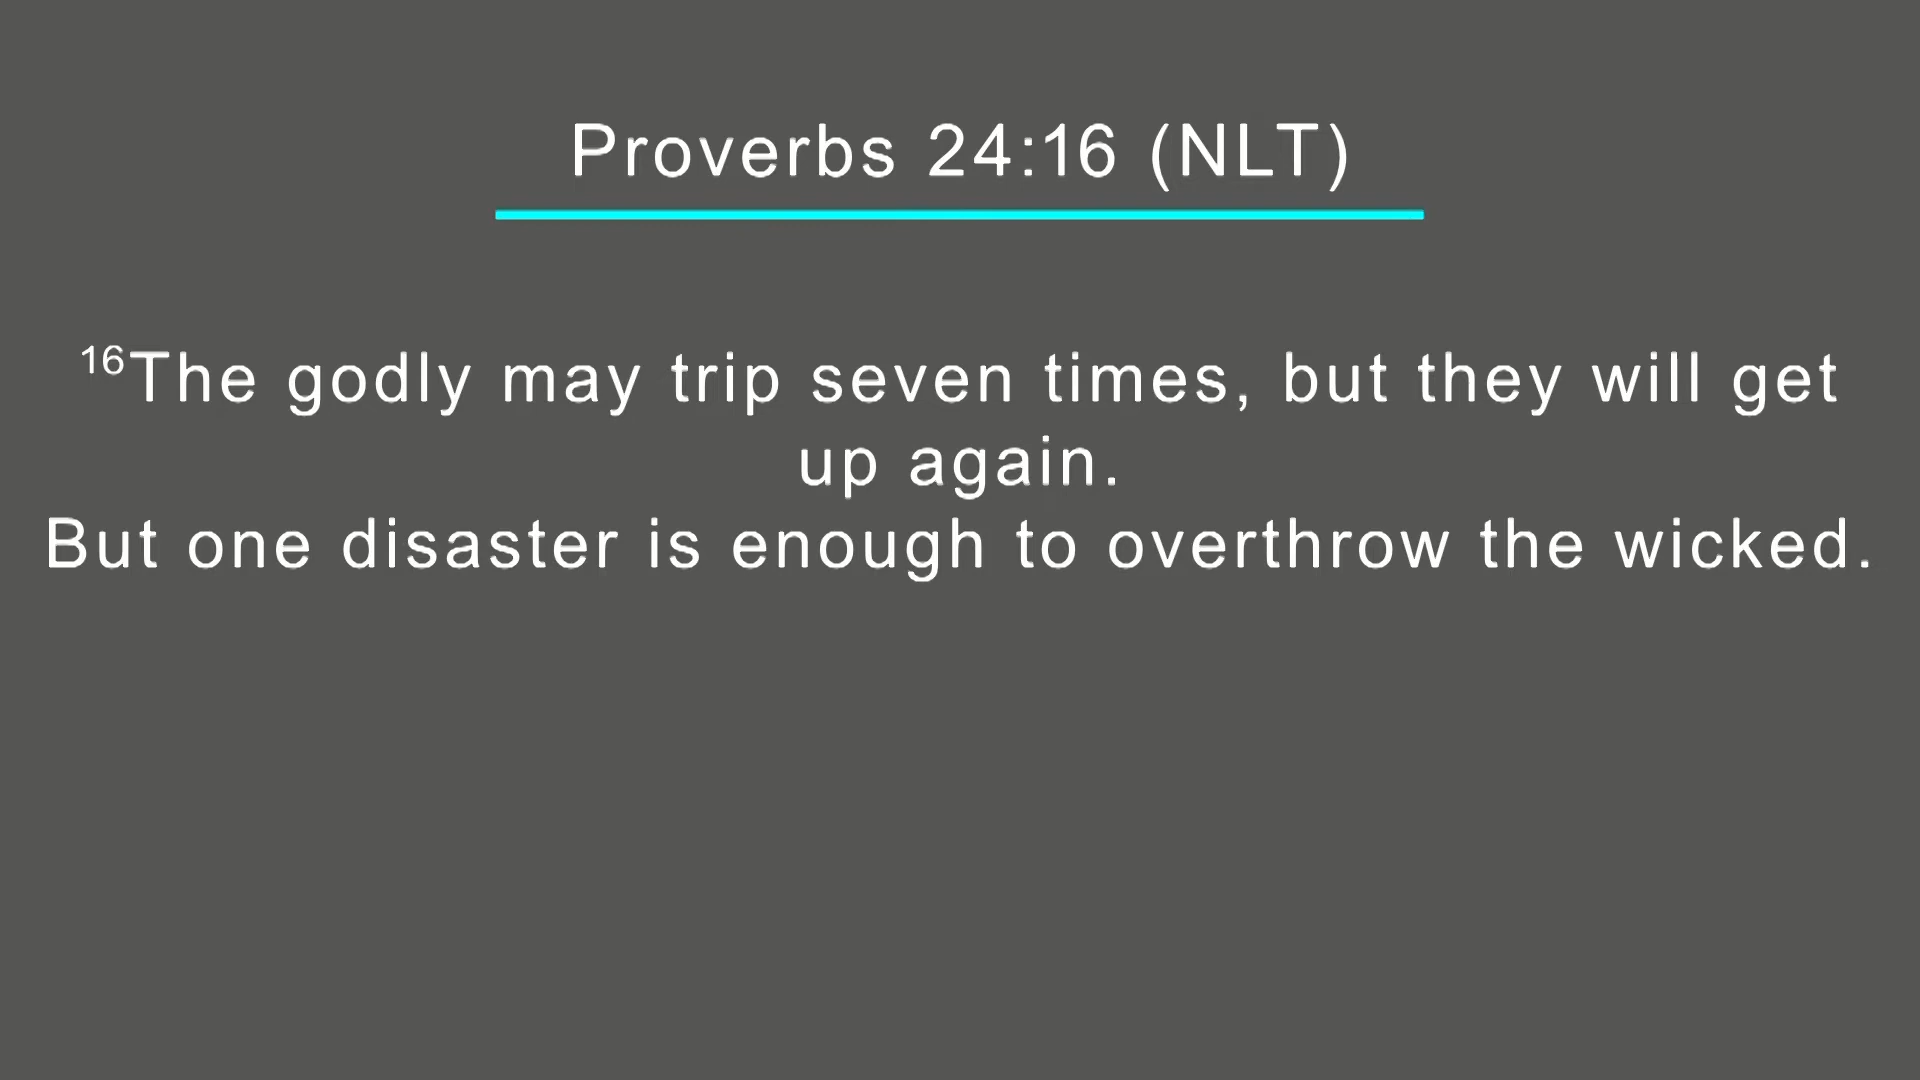 Proverbs 24:16 (NLT)
16The godly may trip seven times, but they will get
up again.
But one disaster is enough to overthrow the wicked.